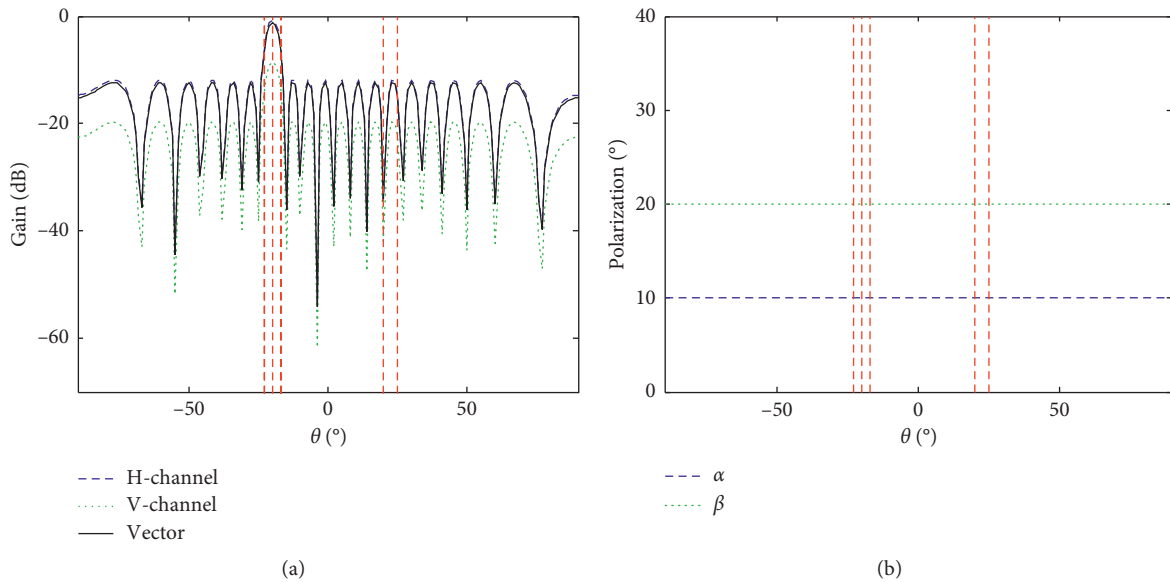 0
−20
−40
−60
Gain (dB)
−50
0
50
θ (°)
H-channel
V-channel
Vector
(a)
40
30
20
10
0
Polarization (°)
−50
0
50
θ (°)
α
β
(b)